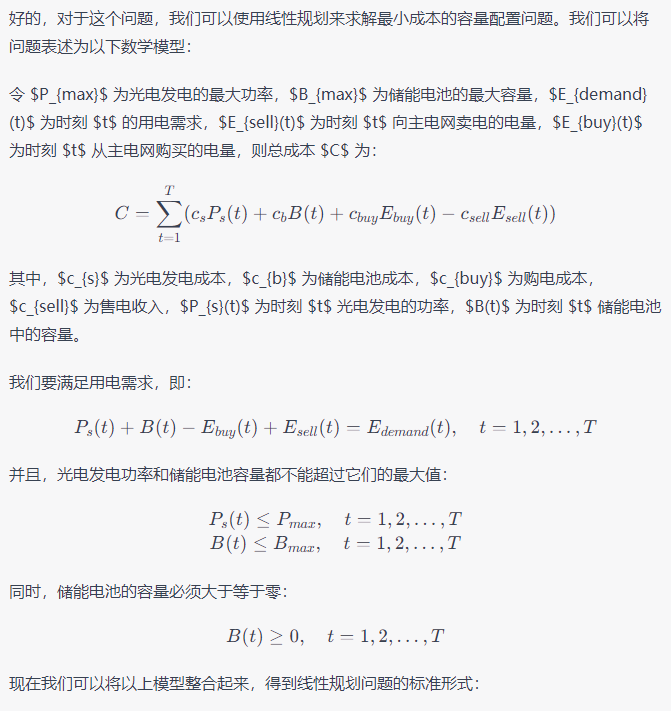 好的，对于这个问题，我们可以使用线性规划来求解最小成本的容量配置问题。我们可以将
问题表述为以下数学模型：
令 $P_{max}$ 为光电发电的最大功率，$B_{max}$ 为储能电池的最大容量，$E_{demand}
(t)$ 为时刻 $t$ 的用电需求，$E_{sell}(t)$ 为时刻 $t$ 向主电网卖电的电量，$E_{buy}(t)$
为时刻 $t$ 从主电网购买的电量，则总成本 $C$ 为：
C = \sum_{t=1}^{T} (c_s P_s(t) + c_b B(t) + c_{buy} E_{buy}(t) − c_{sell} E_{sell}(t))
其中，$c_{s}$ 为光电发电成本，$c_{b}$ 为储能电池成本，$c_{buy}$ 为购电成本，
$c_{sell}$ 为售电收入，$P_{s}(t)$ 为时刻 $t$ 光电发电的功率，$B(t)$ 为时刻 $t$ 储能电池
中的容量。
我们要满足用电需求，即：
P_s(t) + B(t) − E_{buy}(t) + E_{sell}(t) = E_{demand}(t), t = 1, 2, . . . , T
并且，光电发电功率和储能电池容量都不能超过它们的最大值：
P_s(t) ≤ P_{max}, t = 1, 2, . . . , T
B(t) ≤ B_{max}, t = 1, 2, . . . , T
同时，储能电池的容量必须大于等于零：
B(t) ≥ 0, t = 1, 2, . . . , T
现在我们可以将以上模型整合起来，得到线性规划问题的标准形式：